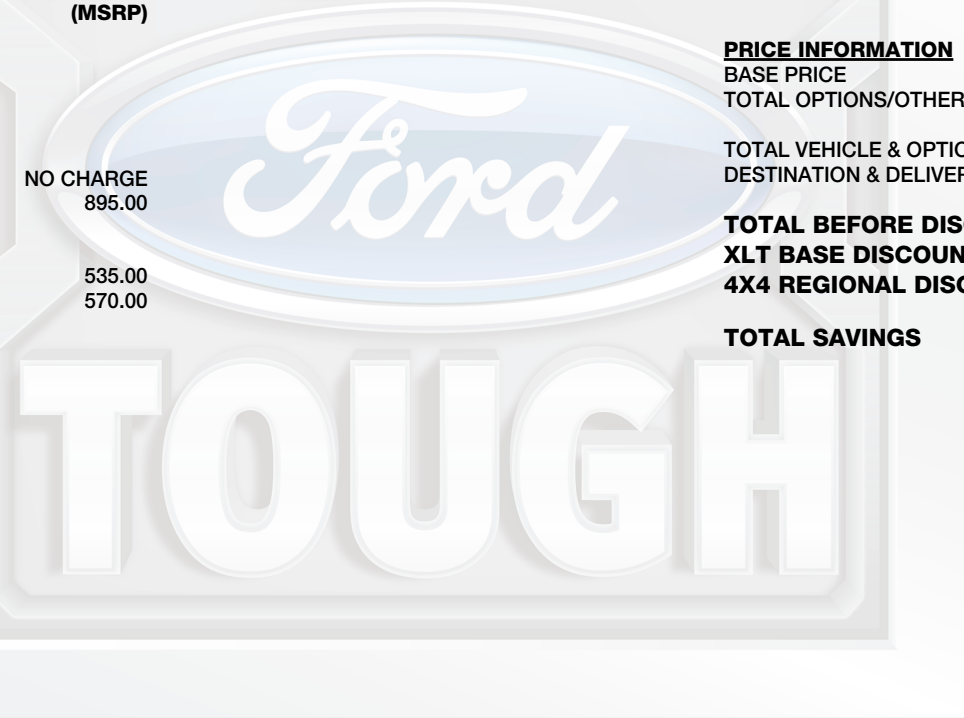 (MSRP)
NO CHARGE
895.00
535.00
570.00
Ford
TOUGH
PRICE INFORMATION
BASE PRICE
TOTAL OPTIONS/OTHER
TOTAL VEHICLE & OPTIO
DESTINATION & DELIVER
TOTAL BEFORE DISC
XLT BASE DISCOUN
4X4 REGIONAL DISC
TOTAL SAVINGS